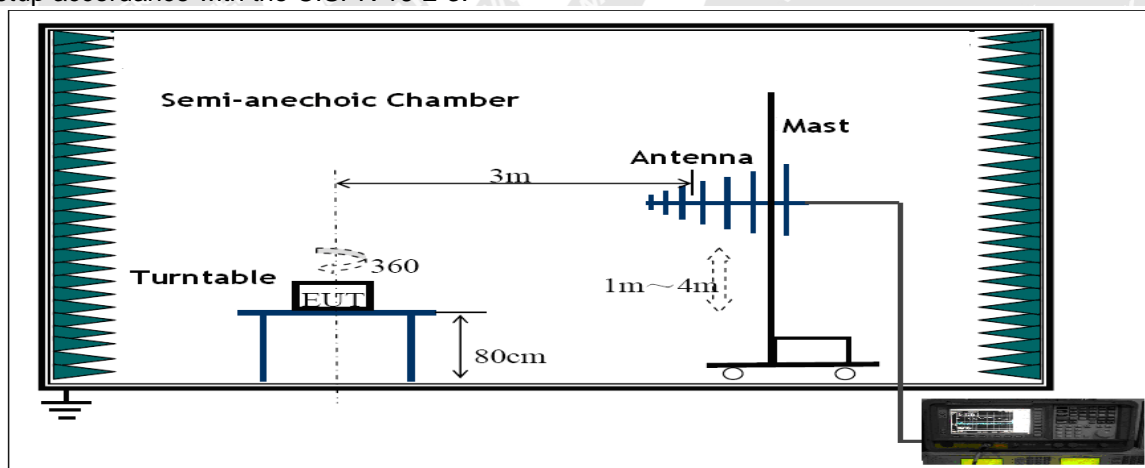 Semi-anechoic Chamber
Mast
Antenna
3m
360
Turntable
EUT
1m～4m
80cm